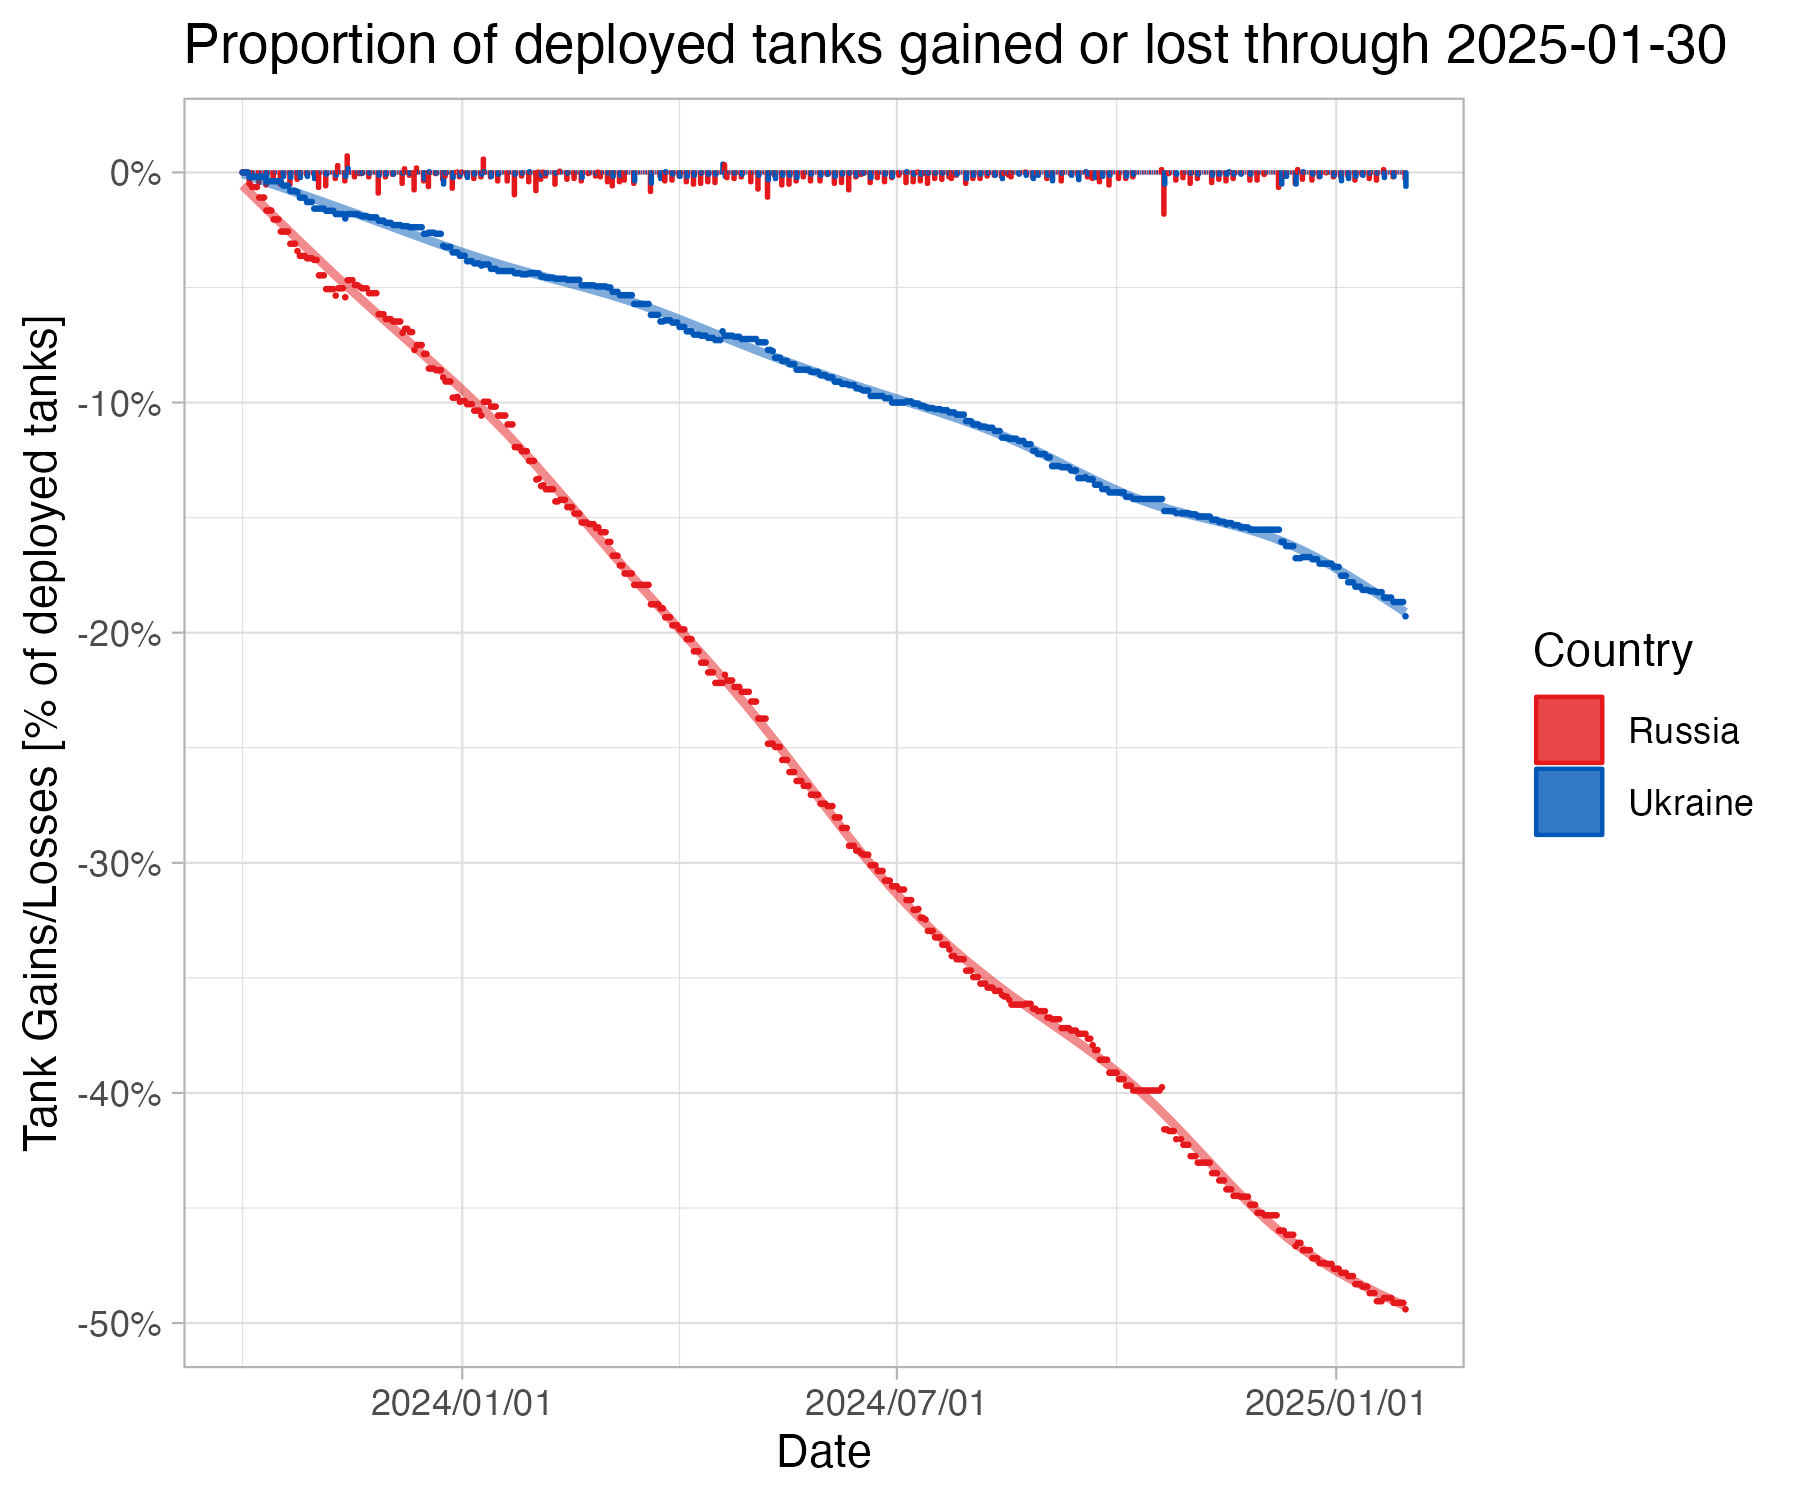 Proportion of deployed tanks gained or lost through 2025-01-30
Tank Gains/Losses [% of deployed tanks]
0%
-10%
-20%
-30%
-40%
-50%
2024/01/01
2024/07/01
2025/01/01
Date
Country
Russia
Ukraine